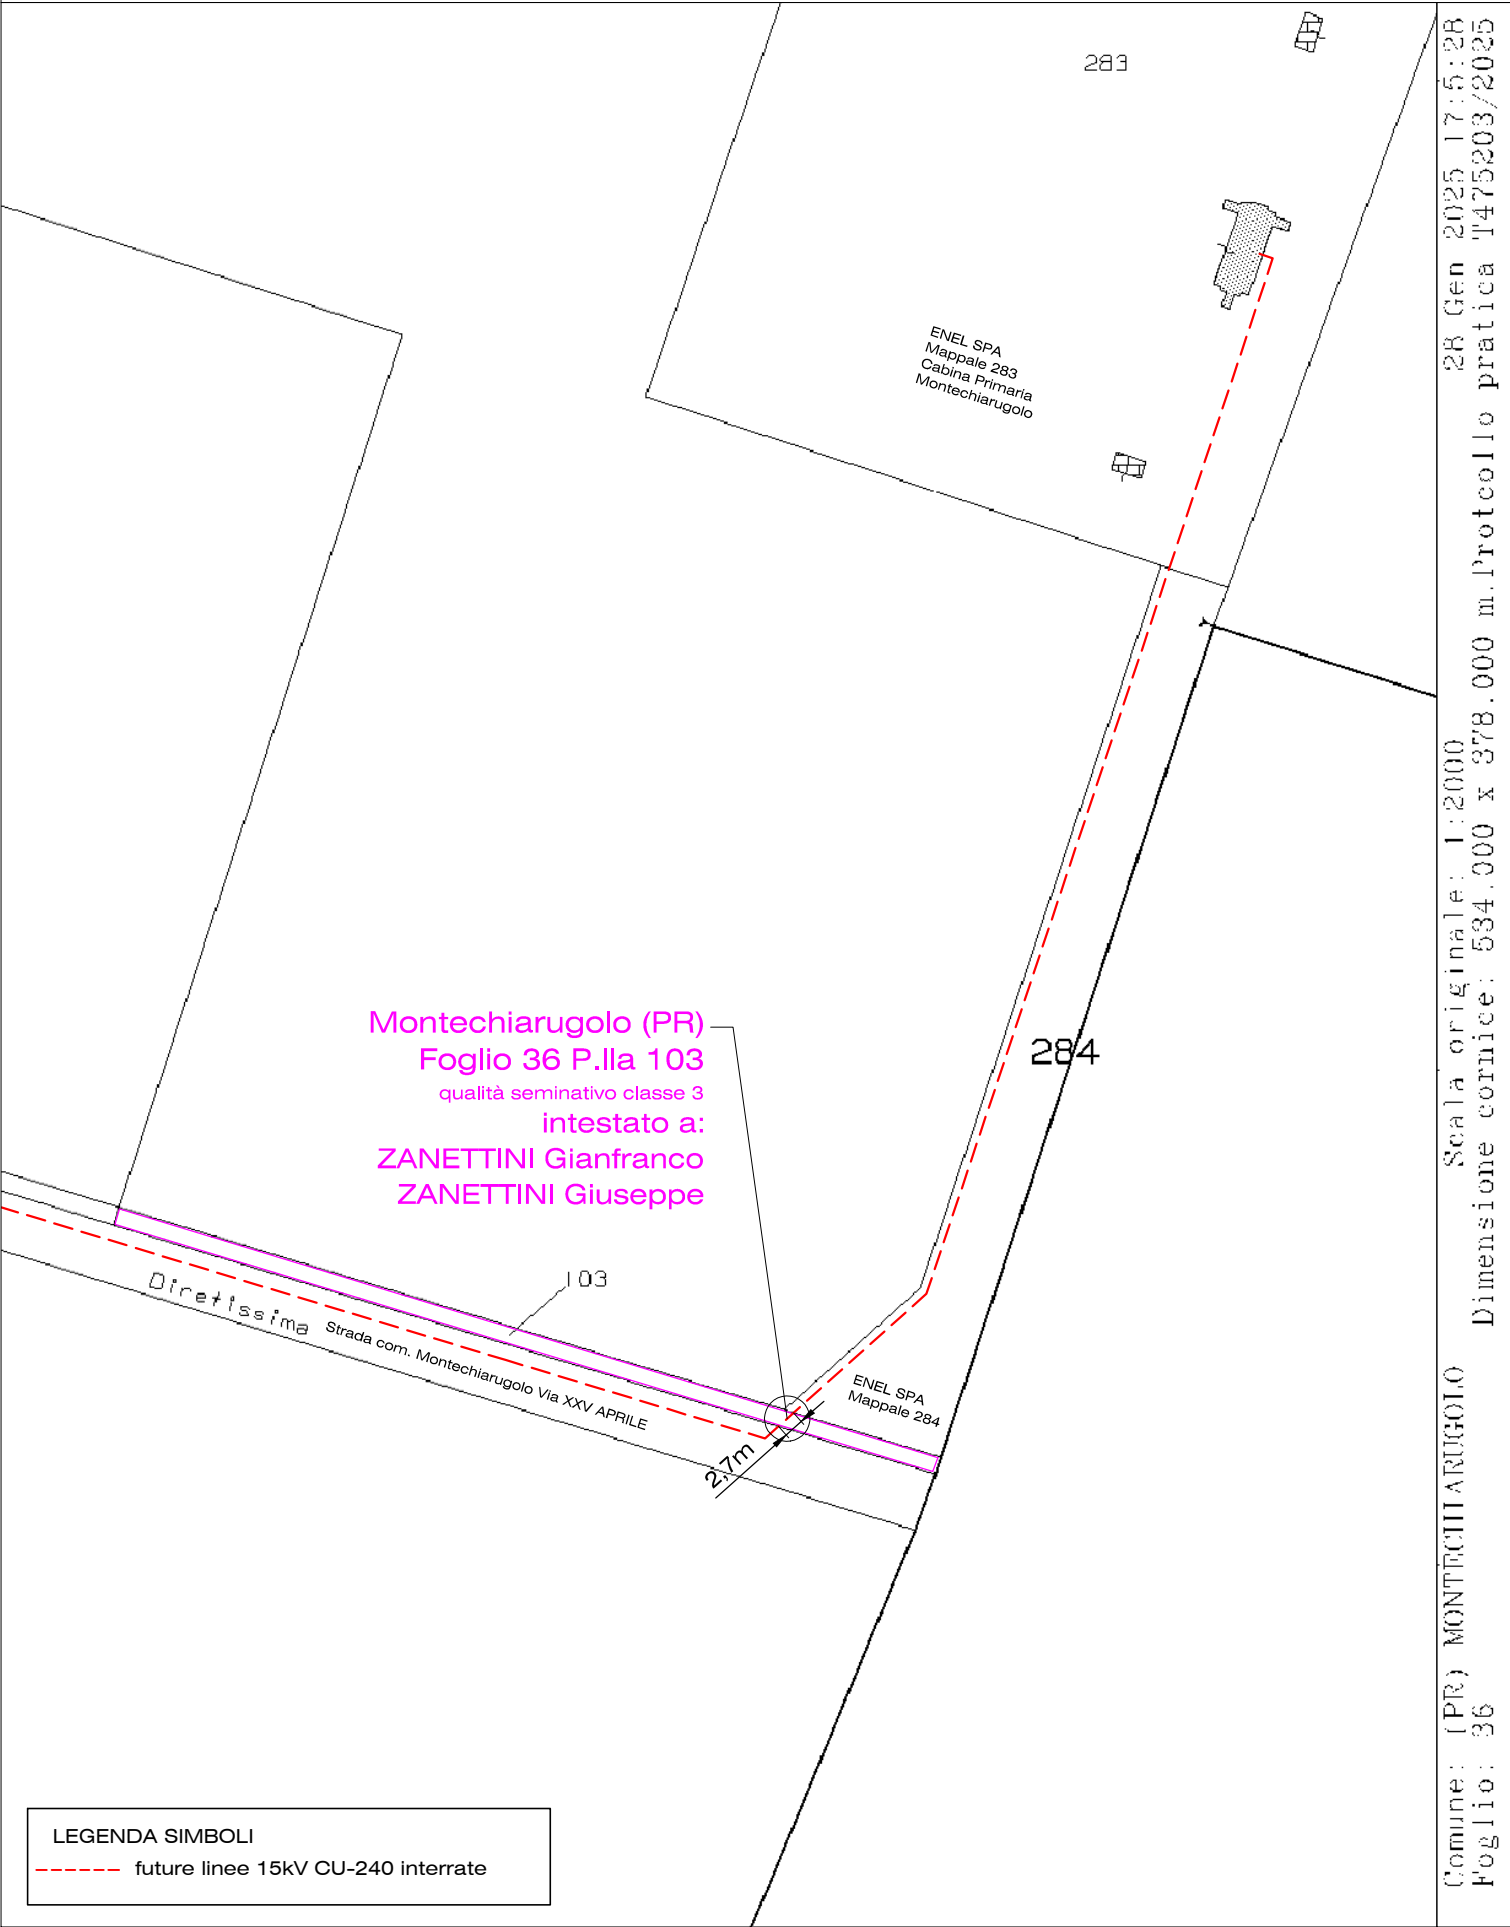 283
ENEL SPA
Mappale 283
Cabina Primaria
Montechiarugolo
284
Montechiarugolo (PR)
Foglio 36 P.lla 103
qualità seminativo classe 3
intestato a:
ZANETTINI Gianfranco
ZANETTINI Giuseppe
103
Direttissima
Strada com. Montechiarugolo Via XXV APRILE
ENEL SPA
Mappale 284
2,7m
LEGENDA SIMBOLI
future linee 15kV CU-240 interrate
Comune: (PR) MONTECHIARUGOLO
Foglio: 36
Scala originale: 1:2000
Dimensione cornice: 534.000 x 378.000 m.
28 Gen 2025 17:5:28
Protocollo pratica T475203/2025